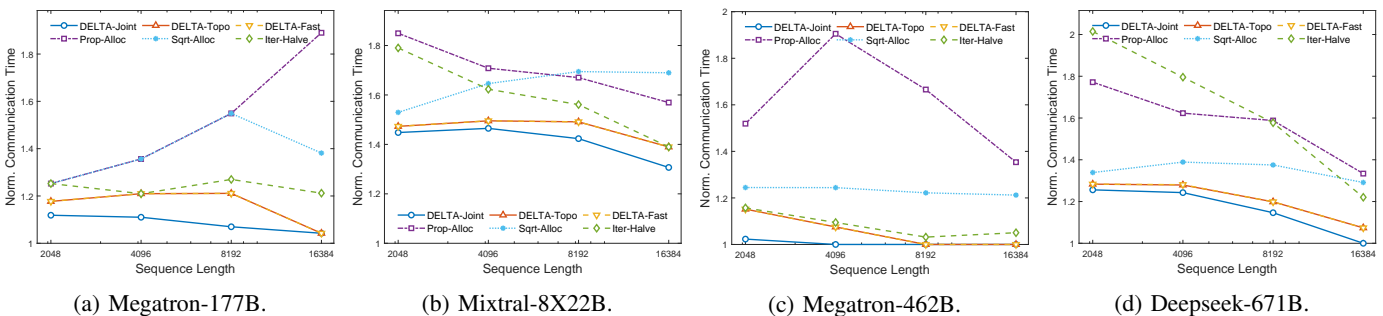 Norm. Communication Time
DELTA-Joint DELTA-Topo DELTA-Fast
Prop-Alloc Sqrt-Alloc Iter-Halve
1.8
1.6
1.4
1.2
1
2048 4096 8192 16384
Sequence Length
(a) Megatron-177B.
Norm. Communication Time
1.8
1.6
1.4
1.2
1
DELTA-Joint DELTA-Topo DELTA-Fast
Prop-Alloc Sqrt-Alloc Iter-Halve
2048 4096 8192 16384
Sequence Length
(b) Mixtral-8X22B.
Norm. Communication Time
2
DELTA-Joint DELTA-Topo DELTA-Fast
Prop-Alloc Sqrt-Alloc Iter-Halve
1.8
1.6
1.4
1.2
1
2048 4096 8192 16384
Sequence Length
(c) Megatron-462B.
Norm. Communication Time
DELTA-Joint DELTA-Topo DELTA-Fast
Prop-Alloc Sqrt-Alloc Iter-Halve
2
1.8
1.6
1.4
1.2
1
2048 4096 8192 16384
Sequence Length
(d) Deepseek-671B.